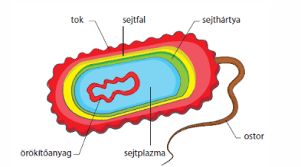 tok
sejtfal
sejthártya
örökítőanyag
sejtplazma
ostor